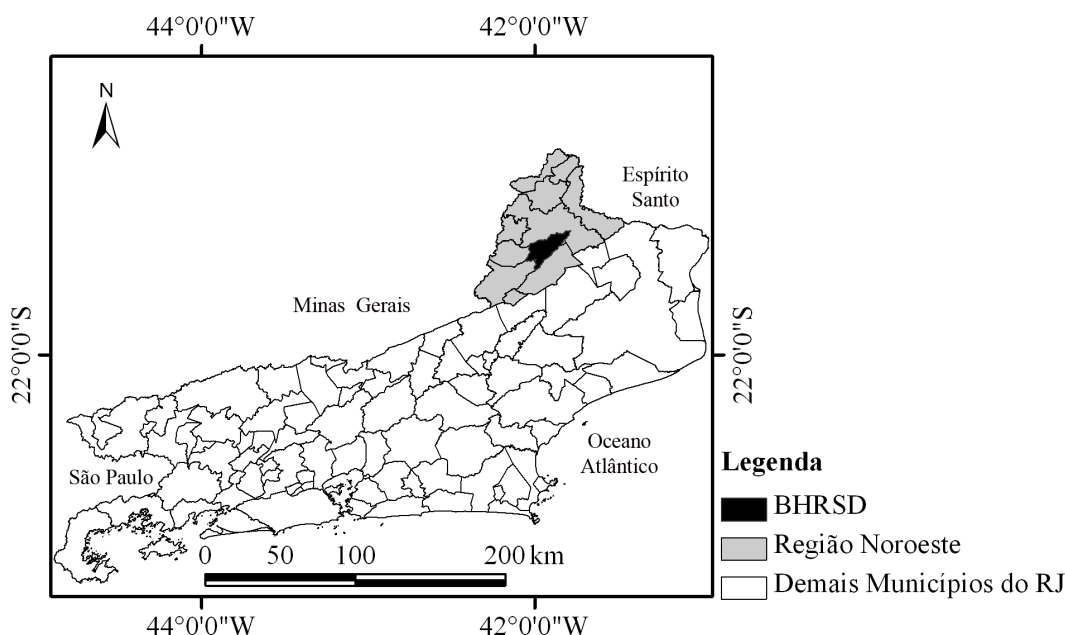 44°0'0"W
42°0'0"W
N
Espírito
Santo
Minas Gerais
22°0'0"S
22°0'0"S
Oceano
Atlântico
São Paulo
0 50 100 200 km
44°0'0"W
42°0'0"W
Legenda
BHRSD
Região Noroeste
Demais Municípios do RJ